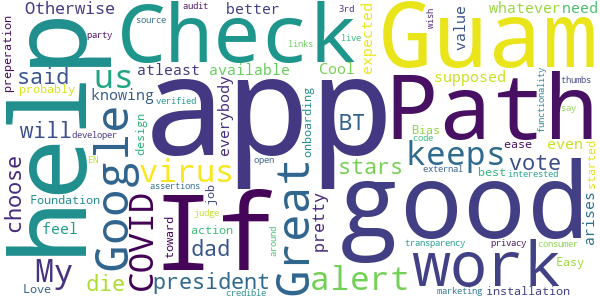 app
help
Check
Guam
Path
If
good
work
Great
Google
COVID
virus
alert
keeps
My
us
will
said
dad
die
president
choose
BT
stars
vote
arises
Otherwise
better
whatever
need
atleast
available
Cool
3rd
party
source
audit
links
live
expected
value
wish
supposed
thumbs
functionality
preperation
probably
knowing
verified
developer
design
everybody
onboarding
Bias
code
ease
even
say
started
EN
Foundation
feel
Love
open
assertions
action
job
judge
toward
credible
pretty
around
external
best
interested
transparency
privacy
consumer
Easy
marketing
installation